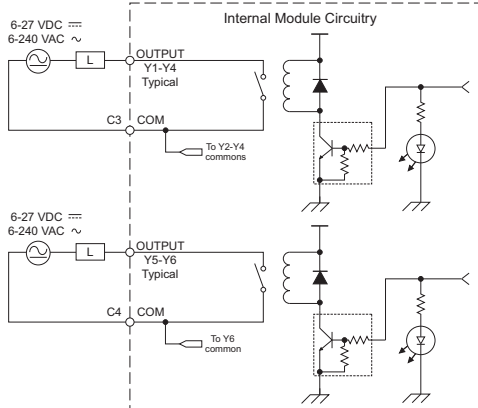 Internal Module Circuitry
6-27 VDC ⎓
6-240 VAC ∿
L
OUTPUT
Y1-Y4
Typical
C3
COM
To Y2-Y4
commons
6-27 VDC ⎓
6-240 VAC ∿
L
OUTPUT
Y5-Y6
Typical
C4
COM
To Y6
common